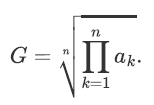 $G = \sqrt[n]{\prod_{k=1}^{n} a_k}.$